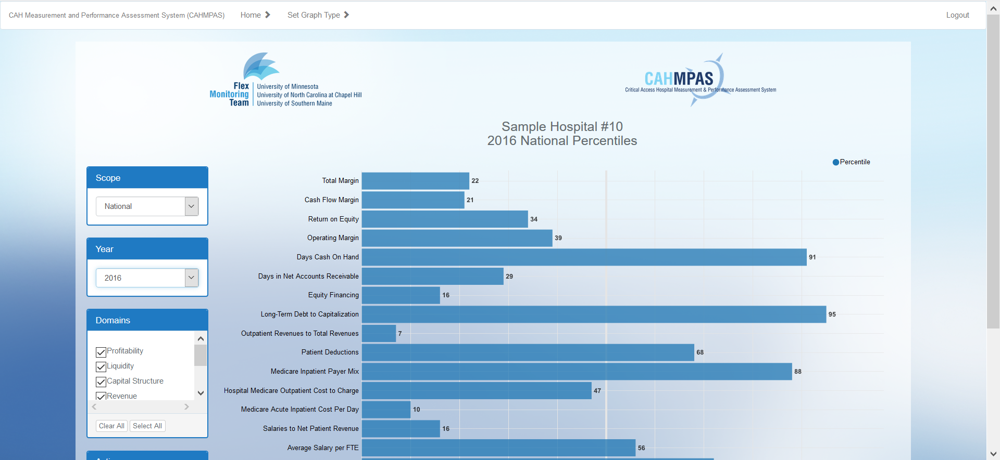 CAH Measurement and Performance Assessment System (CAHMPAS)
Home
Set Graph Type
Logout
Flex
Monitoring
Team
University of Minnesota
University of North Carolina at Chapel Hill
University of Southern Maine
CAHMPAS
Critical Access Hospital Measurement & Performance Assessment System
Sample Hospital #10
2016 National Percentiles
Percentile
Scope
National
Year
2016
Domains
Profitability
Liquidity
Capital Structure
Revenue
Clear All
Select All
Total Margin 22
Cash Flow Margin 21
Return on Equity 34
Operating Margin 39
Days Cash On Hand 91
Days in Net Accounts Receivable 29
Equity Financing 16
Long-Term Debt to Capitalization 95
Outpatient Revenues to Total Revenues 7
Patient Deductions 68
Medicare Inpatient Payer Mix 88
Hospital Medicare Outpatient Cost to Charge 47
Medicare Acute Inpatient Cost Per Day 10
Salaries to Net Patient Revenue 16
Average Salary per FTE 56